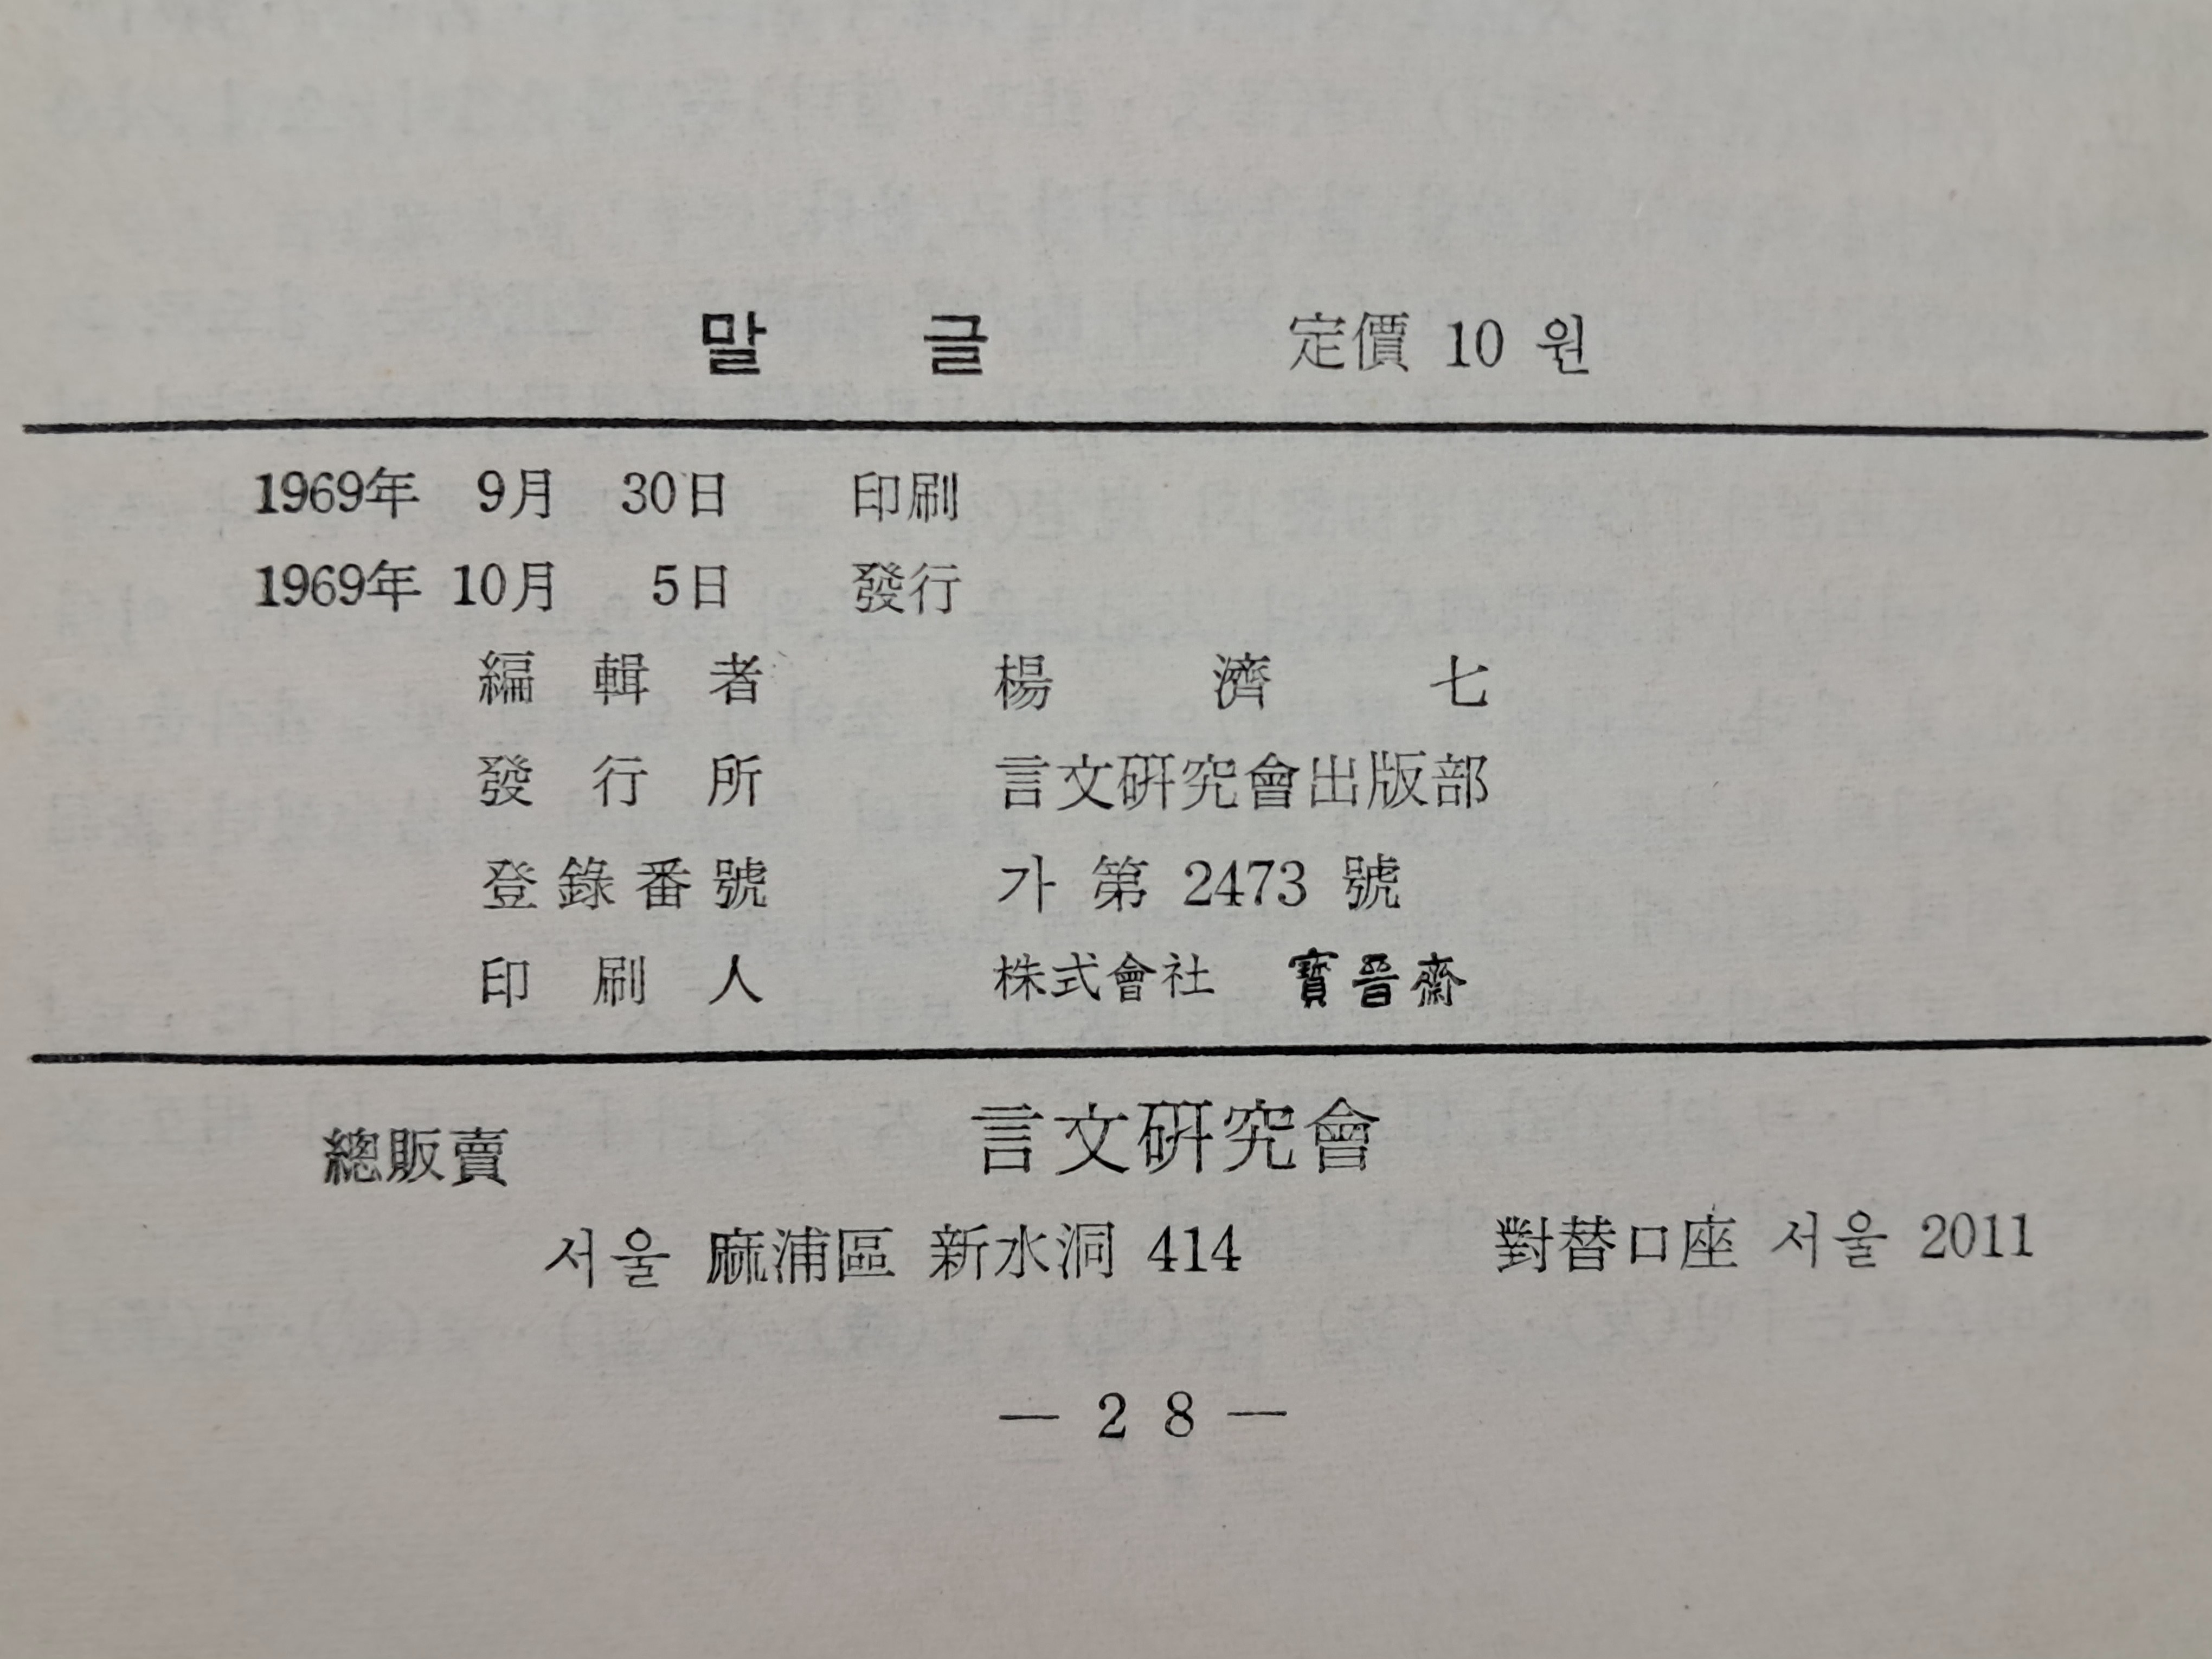 말 글 定價 10 원
1969年 9月 30日 印刷
1969年 10月 5日 發行
編輯者 楊濟七
發行所 言文硏究會出版部
登錄番號 가 第 2473 號
印刷人 株式會社 寶晉齋
總販賣 言文硏究會
서울 麻浦區 新水洞 414 對替口座 서울 2011
— 2 8 —